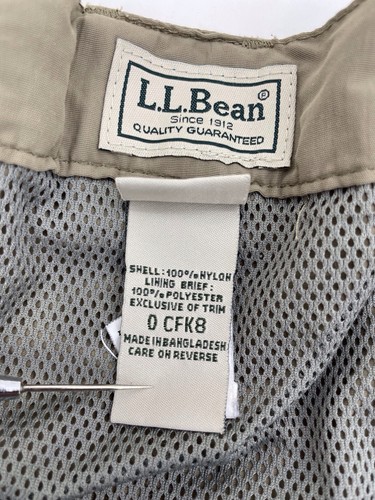 L.L.Bean®
Since 1912
QUALITY GUARANTEED
SHELL:100%NYLON
LINING BRIEF:
100%POLYESTER
EXCLUSIVE OF TRIM
0 CFK8
MADE IN BANGLADESH
CARE ON REVERSE